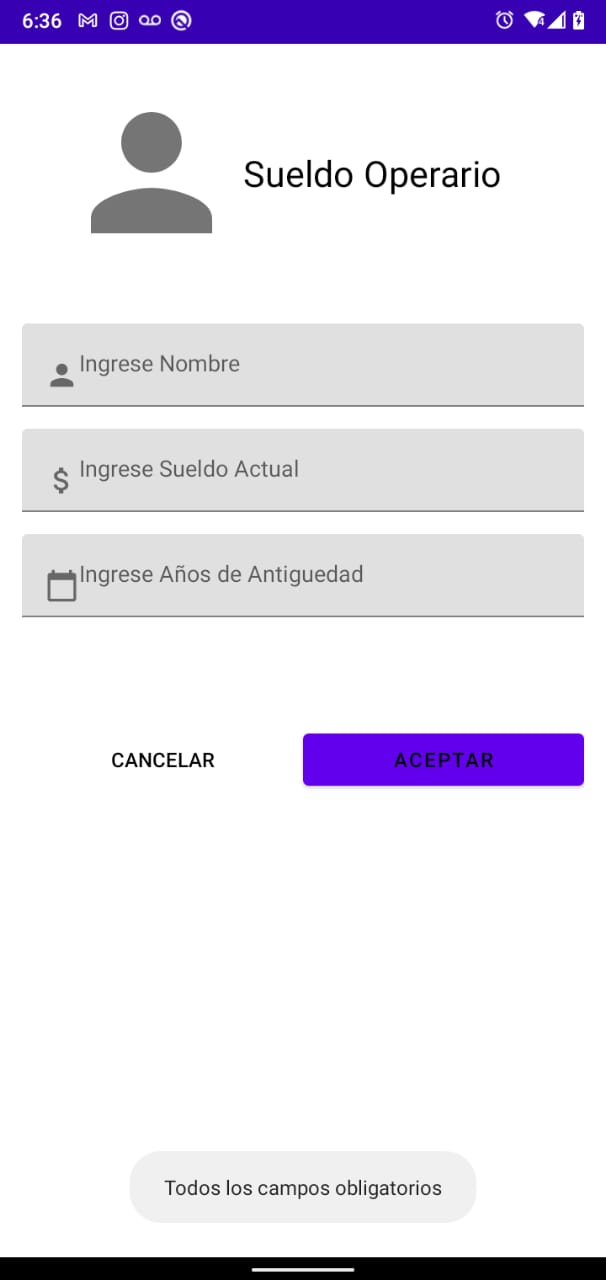 6:36
Sueldo Operario
Ingrese Nombre
$ Ingrese Sueldo Actual
Ingrese Años de Antiguedad
CANCELAR ACEPTAR
Todos los campos obligatorios